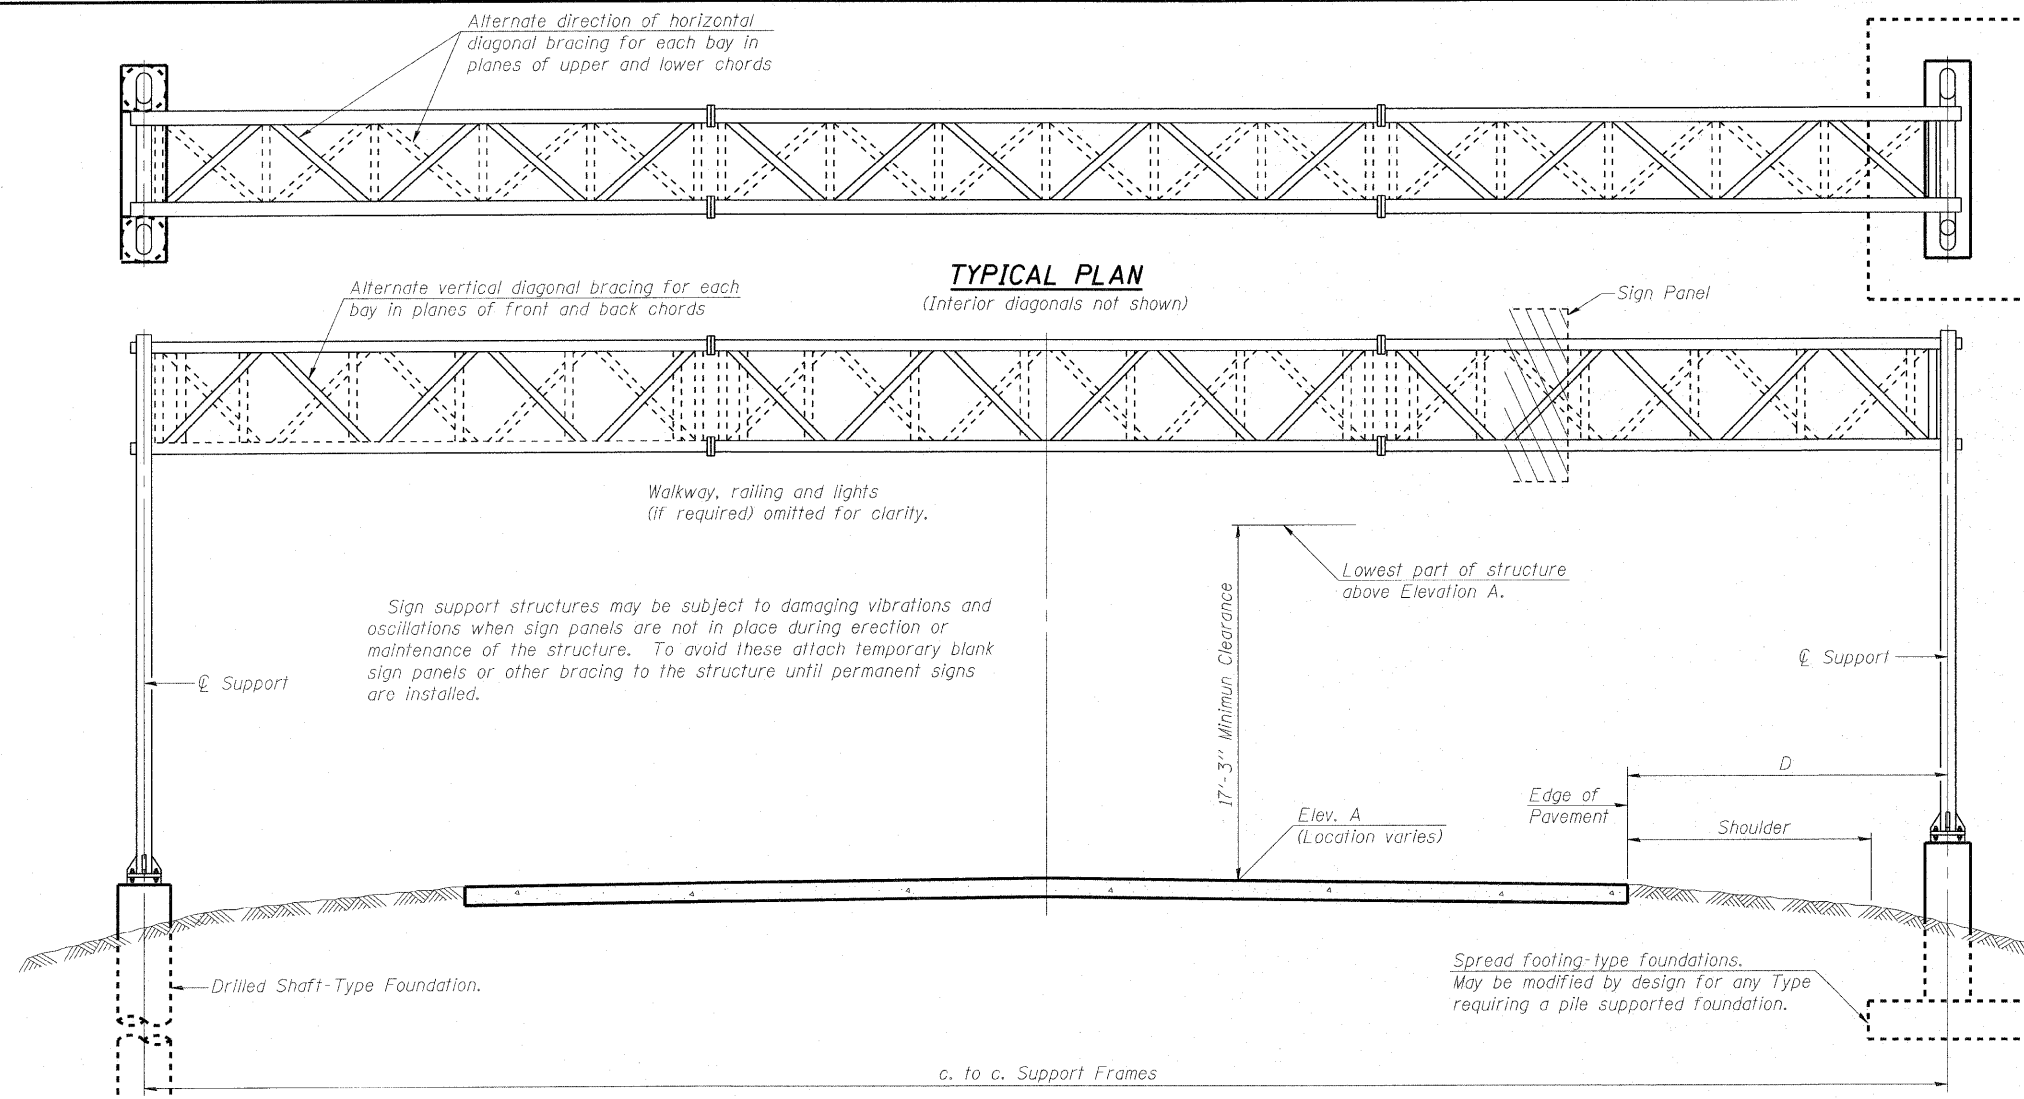 Alternate direction of horizontal
diagonal bracing for each bay in
planes of upper and lower chords
TYPICAL PLAN
(Interior diagonals not shown)
Alternate vertical diagonal bracing for each
bay in planes of front and back chords
Sign Panel
Walkway, railing and lights
(if required) omitted for clarity.
Lowest part of structure
above Elevation A.
Sign support structures may be subject to damaging vibrations and
oscillations when sign panels are not in place during erection or
maintenance of the structure. To avoid these attach temporary blank
sign panels or other bracing to the structure until permanent signs
are installed.
17'-3" Minimun Clearance
℄ Support
℄ Support
D
Edge of
Pavement
Shoulder
Elev. A
(Location varies)
Drilled Shaft-Type Foundation.
Spread footing-type foundations.
May be modified by design for any Type
requiring a pile supported foundation.
c. to c. Support Frames